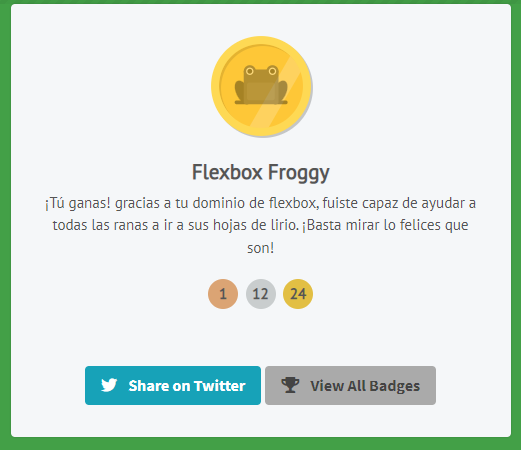 Flexbox Froggy
¡Tú ganas! gracias a tu dominio de flexbox, fuiste capaz de ayudar a
todas las ranas a ir a sus hojas de lirio. ¡Basta mirar lo felices que
son!
1 12 24
Share on Twitter View All Badges